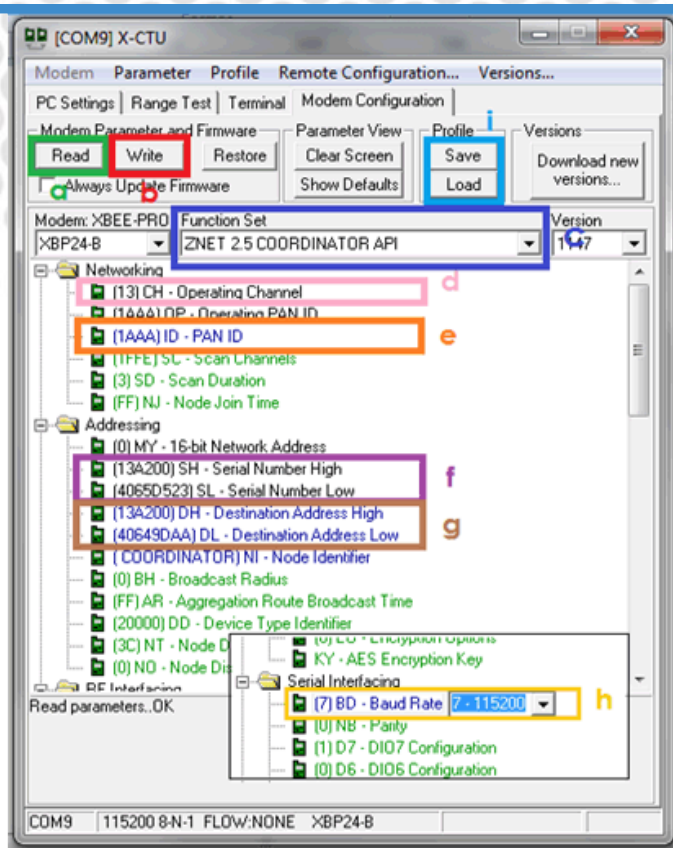 [COM9] X-CTU
Modem Parameter Profile Remote Configuration... Versions...
PC Settings Range Test Terminal Modem Configuration
Modem Parameter and Firmware Parameter View Profile i Versions
Read Write Restore Clear Screen Save Download new versions...
a b Always Update Firmware Show Defaults Load
Modem: XBEE-PRO Function Set Version
XBP24-B ZNET 2.5 COORDINATOR API C
Networking
(13) CH - Operating Channel d
(1AAA) OP - Operating PAN ID
(1AAA) ID - PAN ID e
(1FFE) SC - Scan Channels
(3) SD - Scan Duration
(FF) NJ - Node Join Time
Addressing
(0) MY - 16-bit Network Address
(13A200) SH - Serial Number High f
(4065D523) SL - Serial Number Low
(13A200) DH - Destination Address High g
(40649DAA) DL - Destination Address Low
( COORDINATOR) NI - Node Identifier
(0) BH - Broadcast Radius
(FF) AR - Aggregation Route Broadcast Time
(20000) DD - Device Type Identifier
(3C) NT - Node D
(0) NO - Node Dis
RF Interfacing
(0) EO - Encryption Options
KY - AES Encryption Key
Serial Interfacing
(7) BD - Baud Rate 7 - 115200 h
(0) NB - Parity
(1) D7 - DIO7 Configuration
(0) D6 - DIO6 Configuration
Read parameters..OK
COM9 115200 8-N-1 FLOW:NONE XBP24-B